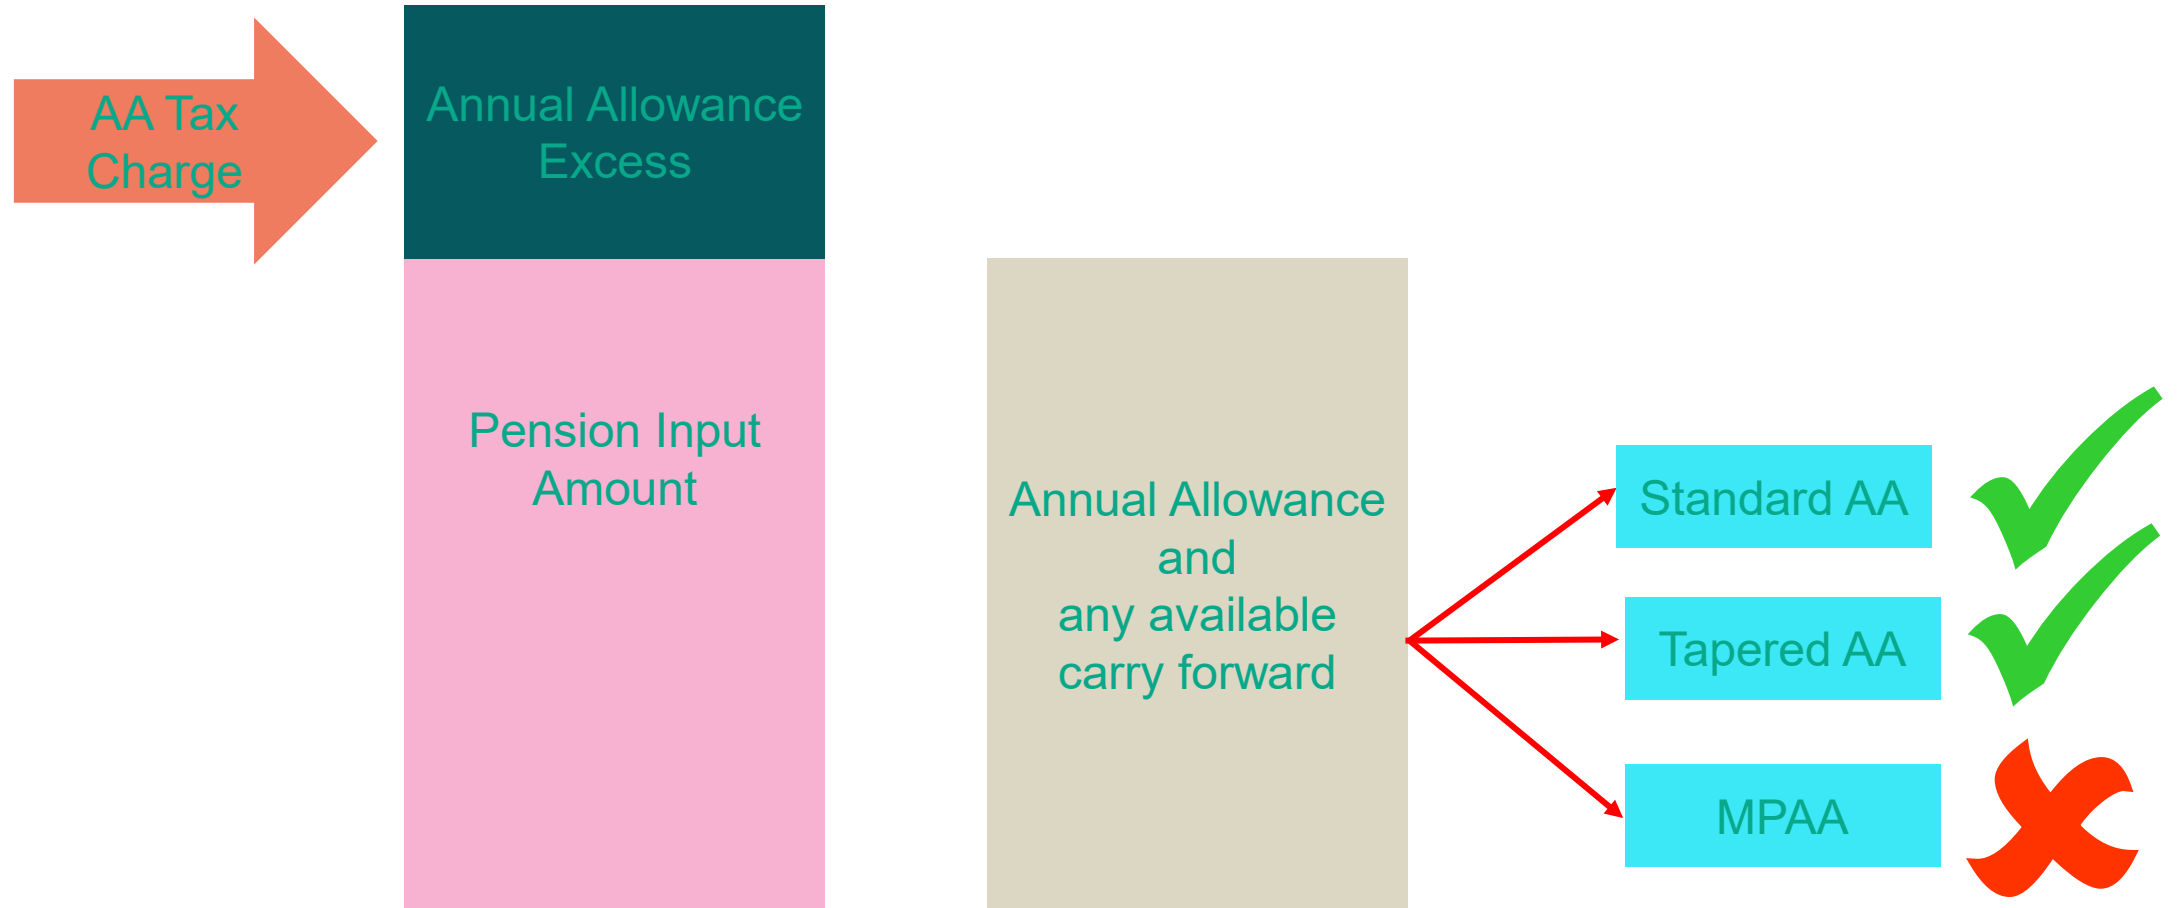 AA Tax
Charge
Annual Allowance
Excess
Pension Input
Amount
Annual Allowance
and
any available
carry forward
Standard AA
Tapered AA
MPAA